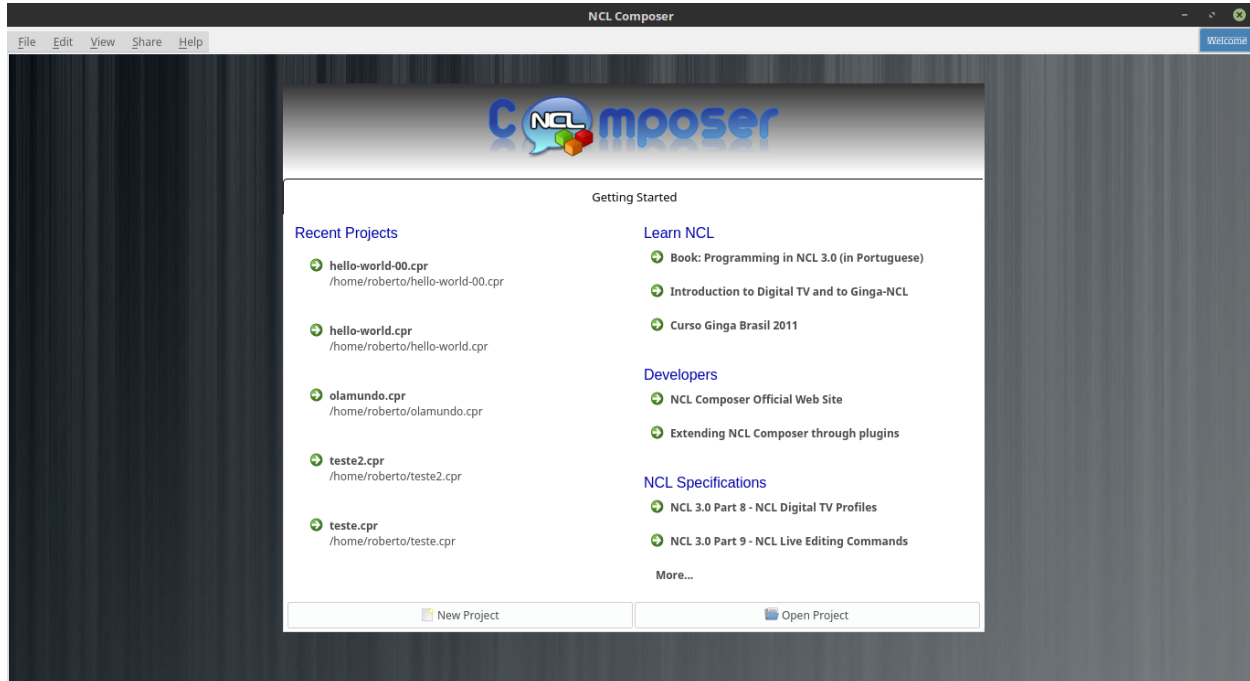 NCL Composer
File Edit View Share Help
Welcome
C NCL mposer
Getting Started
Recent Projects
hello-world-00.cpr
/home/roberto/hello-world-00.cpr
hello-world.cpr
/home/roberto/hello-world.cpr
olamundo.cpr
/home/roberto/olamundo.cpr
teste2.cpr
/home/roberto/teste2.cpr
teste.cpr
/home/roberto/teste.cpr
Learn NCL
Book: Programming in NCL 3.0 (in Portuguese)
Introduction to Digital TV and to Ginga-NCL
Curso Ginga Brasil 2011
Developers
NCL Composer Official Web Site
Extending NCL Composer through plugins
NCL Specifications
NCL 3.0 Part 8 - NCL Digital TV Profiles
NCL 3.0 Part 9 - NCL Live Editing Commands
More...
New Project
Open Project